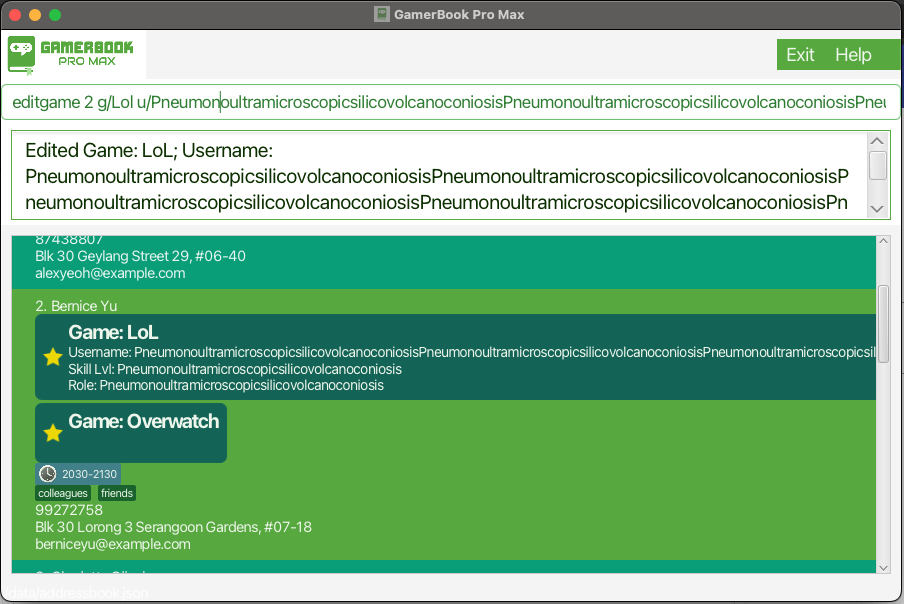 GamerBook Pro Max
GAMERBOOK
PRO MAX
Exit Help
editgame 2 g/Lol u/PneumonoultramicroscopicsilicovolcanoconiosisPneumonoultramicroscopicsilicovolcanoconiosisPneu
Edited Game: LoL; Username:
PneumonoultramicroscopicsilicovolcanoconiosisPneumonoultramicroscopicsilicovolcanoconiosisP
neumonoultramicroscopicsilicovolcanoconiosisPneumonoultramicroscopicsilicovolcanoconiosisPn
87438807
Blk 30 Geylang Street 29, #06-40
alexyeoh@example.com
2. Bernice Yu
Game: LoL
Username: PneumonoultramicroscopicsilicovolcanoconiosisPneumonoultramicroscopicsilicovolcanoconiosisPneumonoultramicroscopicsil
Skill Lvl: Pneumonoultramicroscopicsilicovolcanoconiosis
Role: Pneumonoultramicroscopicsilicovolcanoconiosis
Game: Overwatch
2030-2130
colleagues friends
99272758
Blk 30 Lorong 3 Serangoon Gardens, #07-18
berniceyu@example.com
data/addressbook.json